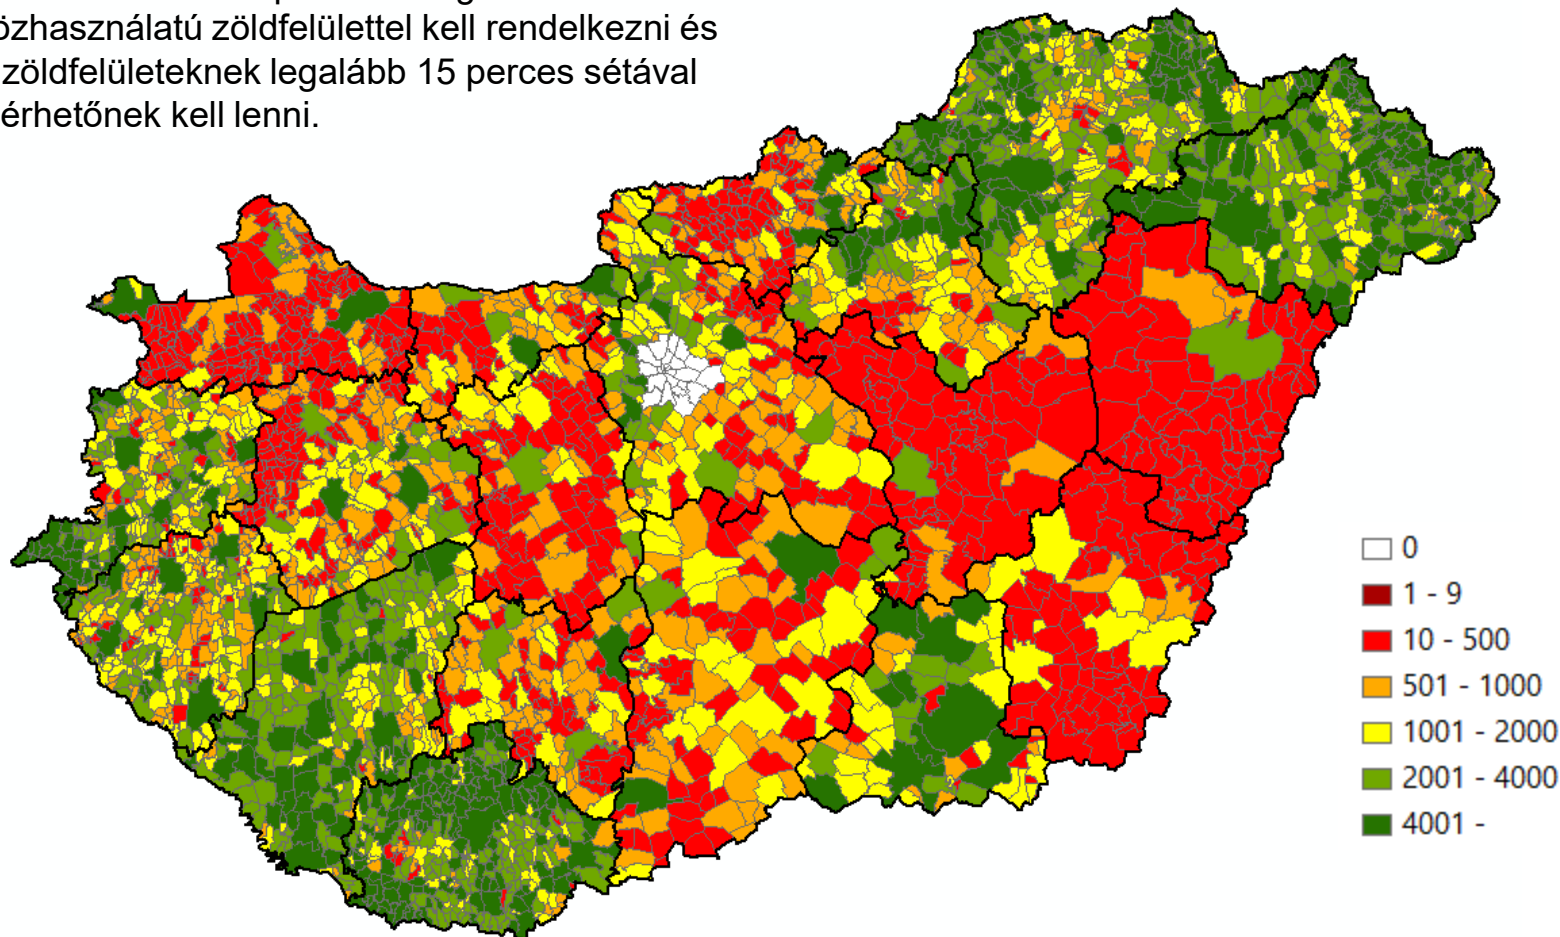 özhasználatú zöldfelülettel kell rendelkezni és
zöldfelületeknek legalább 15 perces sétával
érhetőnek kell lenni.
0
1 - 9
10 - 500
501 - 1000
1001 - 2000
2001 - 4000
4001 -